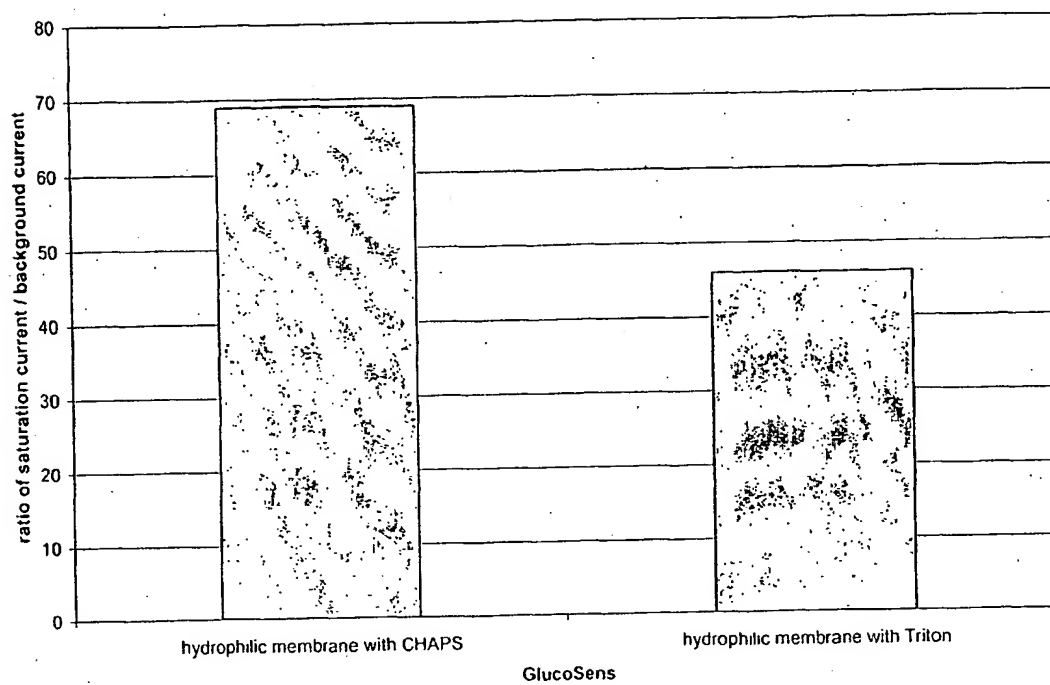 80
70
60
50
40
30
20
10
0
ratio of saturation current / background current
hydrophilic membrane with CHAPS
hydrophilic membrane with Triton
GlucoSens